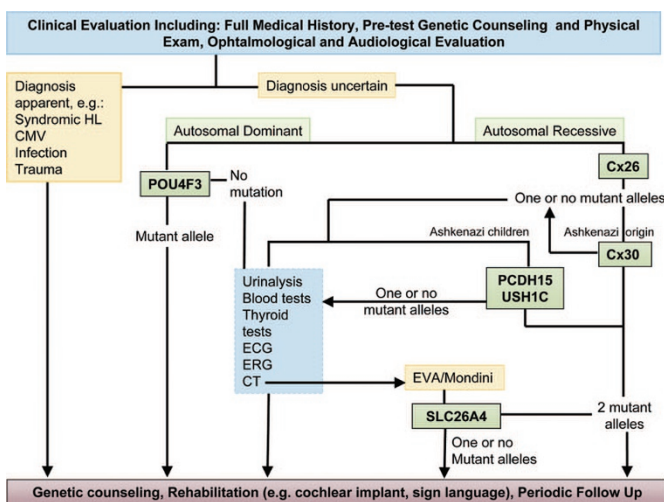 Clinical Evaluation Including: Full Medical History, Pre-test Genetic Counseling and Physical
Exam, Ophtalmological and Audiological Evaluation
Diagnosis
apparent, e.g.:
Syndromic HL
CMV
Infection
Trauma
Diagnosis uncertain
Autosomal Dominant
Autosomal Recessive
Cx26
POU4F3
No
mutation
One or no mutant alleles
Mutant allele
Ashkenazi children
Ashkenazi origin
Cx30
Urinalysis
Blood tests
Thyroid
tests
ECG
ERG
CT
One or no
mutant alleles
PCDH15
USH1C
EVA/Mondini
SLC26A4
2 mutant
alleles
One or no
Mutant alleles
Genetic counseling, Rehabilitation (e.g. cochlear implant, sign language), Periodic Follow Up